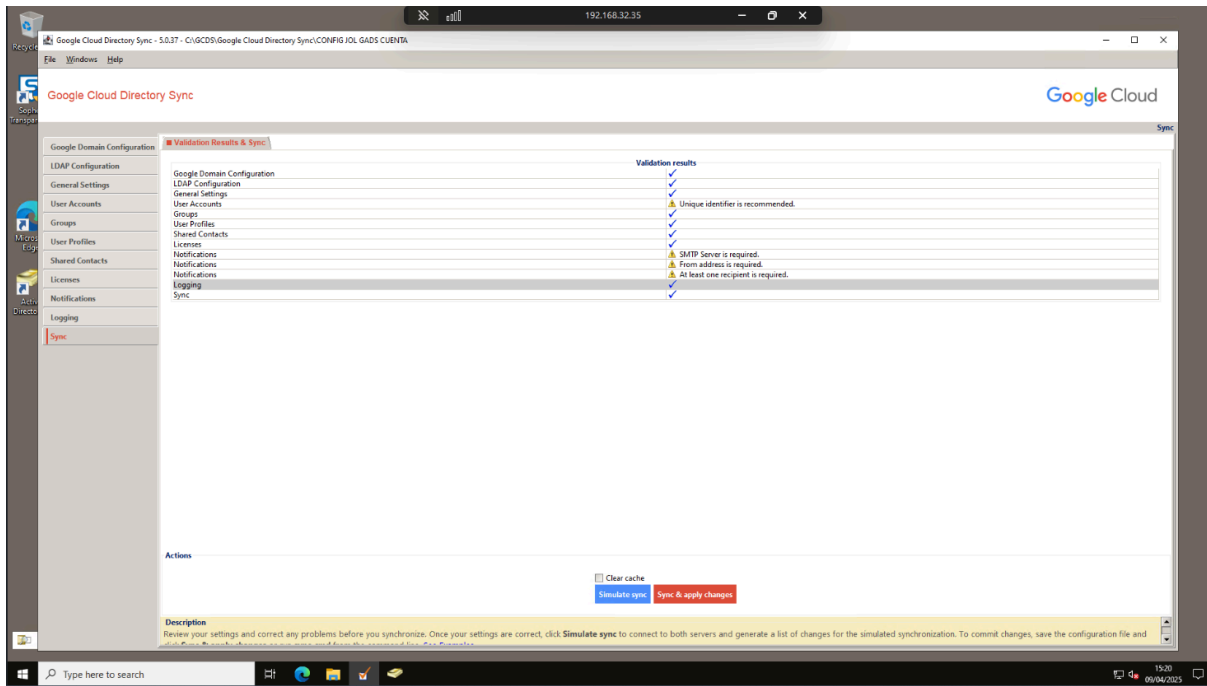 192.168.32.35
Recycle
Google Cloud Directory Sync - 5.0.37 - C:\GCDS\Google Cloud Directory Sync\CONFIG JOL GADS CUENTA
File Windows Help
Google Cloud Directory Sync
Google Cloud
Soph
Transpar
Sync
Google Domain Configuration
LDAP Configuration
General Settings
User Accounts
Groups
User Profiles
Shared Contacts
Licenses
Notifications
Logging
Sync
Micros
Edge
Activ
Directo
Validation Results & Sync
Validation results
Google Domain Configuration
LDAP Configuration
General Settings
User Accounts Unique identifier is recommended.
Groups
User Profiles
Shared Contacts
Licenses
Notifications SMTP Server is required.
Notifications From address is required.
Notifications At least one recipient is required.
Logging
Sync
Actions
Clear cache
Simulate sync Sync & apply changes
Description
Review your settings and correct any problems before you synchronize. Once your settings are correct, click Simulate sync to connect to both servers and generate a list of changes for the simulated synchronization. To commit changes, save the configuration file and
Type here to search
15:20
09/04/2025